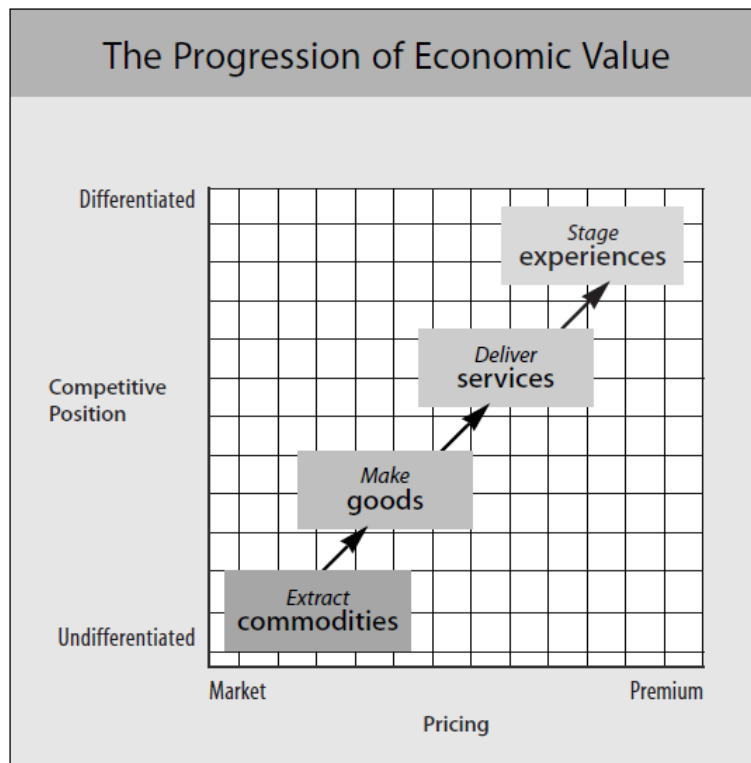 The Progression of Economic Value
Differentiated
Stage
experiences
Deliver
services
Competitive
Position
Make
goods
Extract
commodities
Undifferentiated
Market
Premium
Pricing